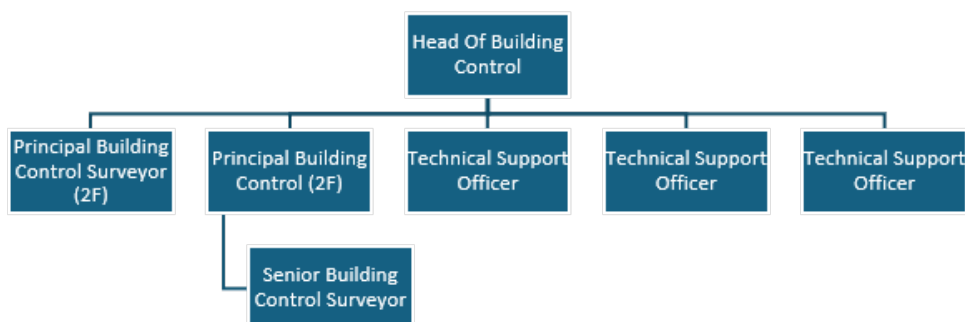 Head Of Building
Control
Principal Building
Control Surveyor
(2F)
Principal Building
Control (2F)
Technical Support
Officer
Technical Support
Officer
Technical Support
Officer
Senior Building
Control Surveyor